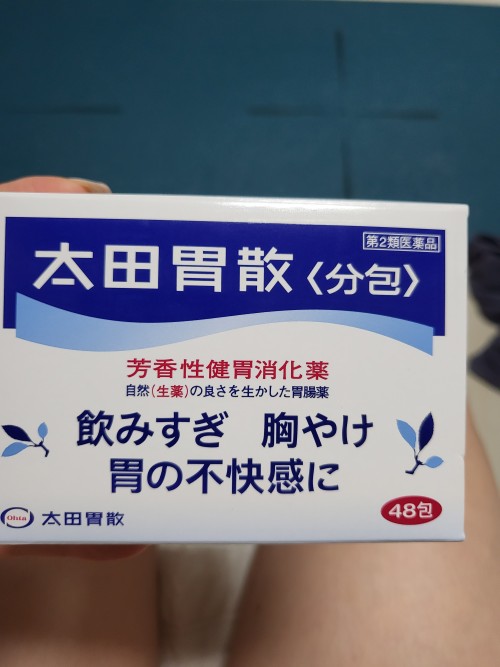 第2類医薬品
太田胃散〈分包〉
芳香性健胃消化薬
自然(生薬)の良さを生かした胃腸薬
飲みすぎ 胸やけ
胃の不快感に
Ohta 太田胃散
48包